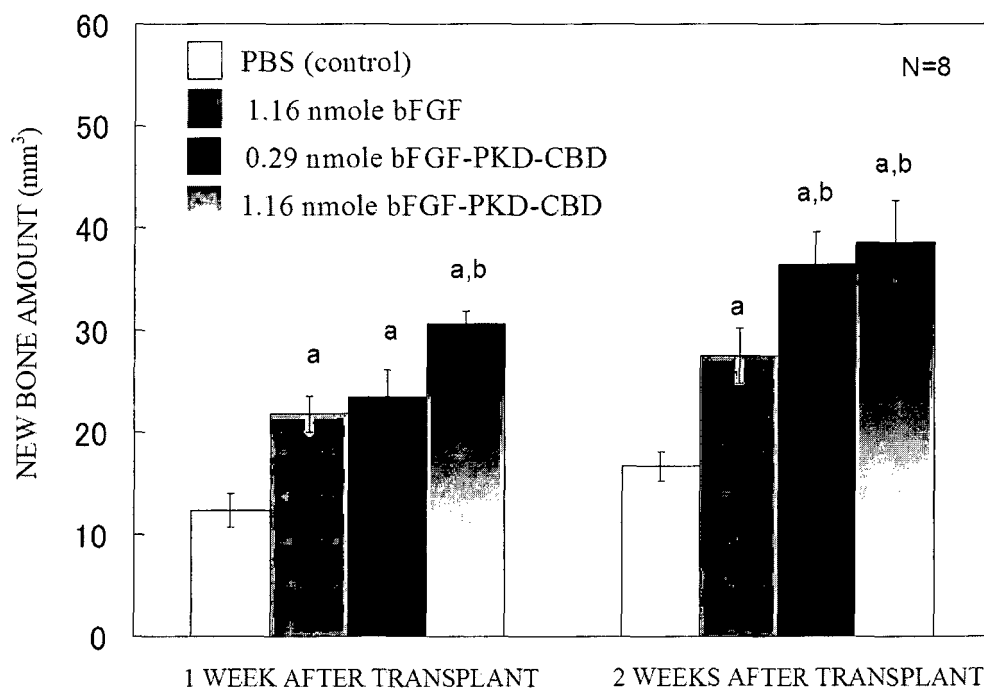 60
50
40
30
20
10
0
NEW BONE AMOUNT (mm³)
PBS (control)
1.16 nmole bFGF
0.29 nmole bFGF-PKD-CBD
1.16 nmole bFGF-PKD-CBD
N=8
a
a
a,b
a
a,b
a,b
1 WEEK AFTER TRANSPLANT
2 WEEKS AFTER TRANSPLANT